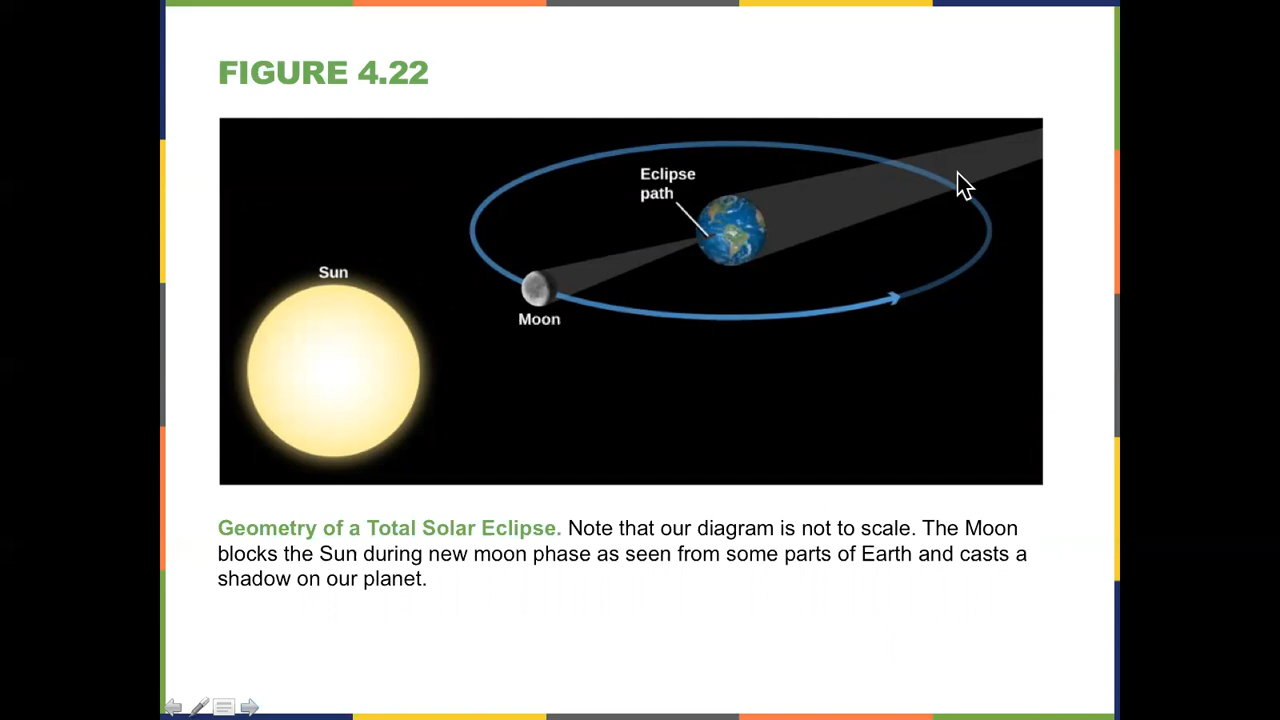 FIGURE 4.22
Eclipse
path
Sun
Moon
Geometry of a Total Solar Eclipse. Note that our diagram is not to scale. The Moon
blocks the Sun during new moon phase as seen from some parts of Earth and casts a
shadow on our planet.